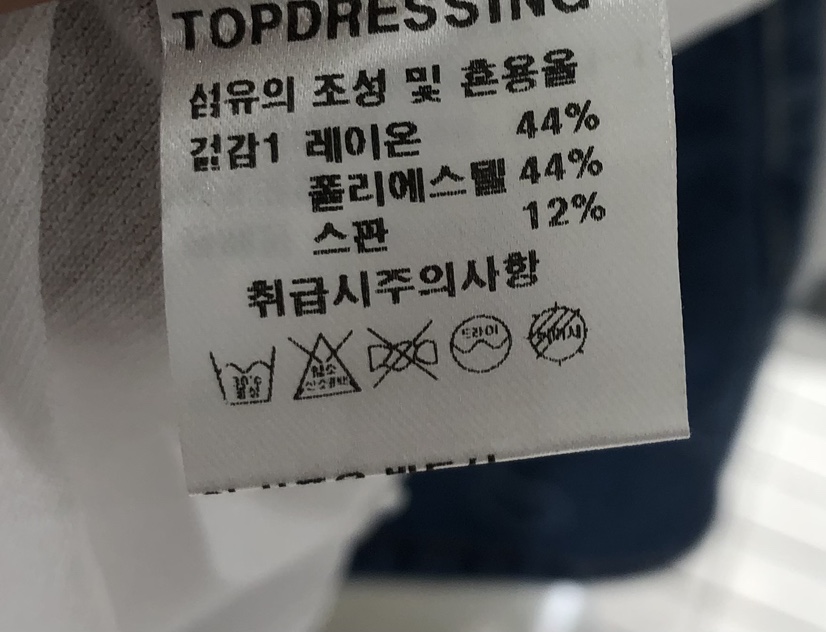 TOPDRESSING
섬유의 조성 및 혼용율
겉감1 레이온 44%
폴리에스텔 44%
스판 12%
취급시주의사항
드라이